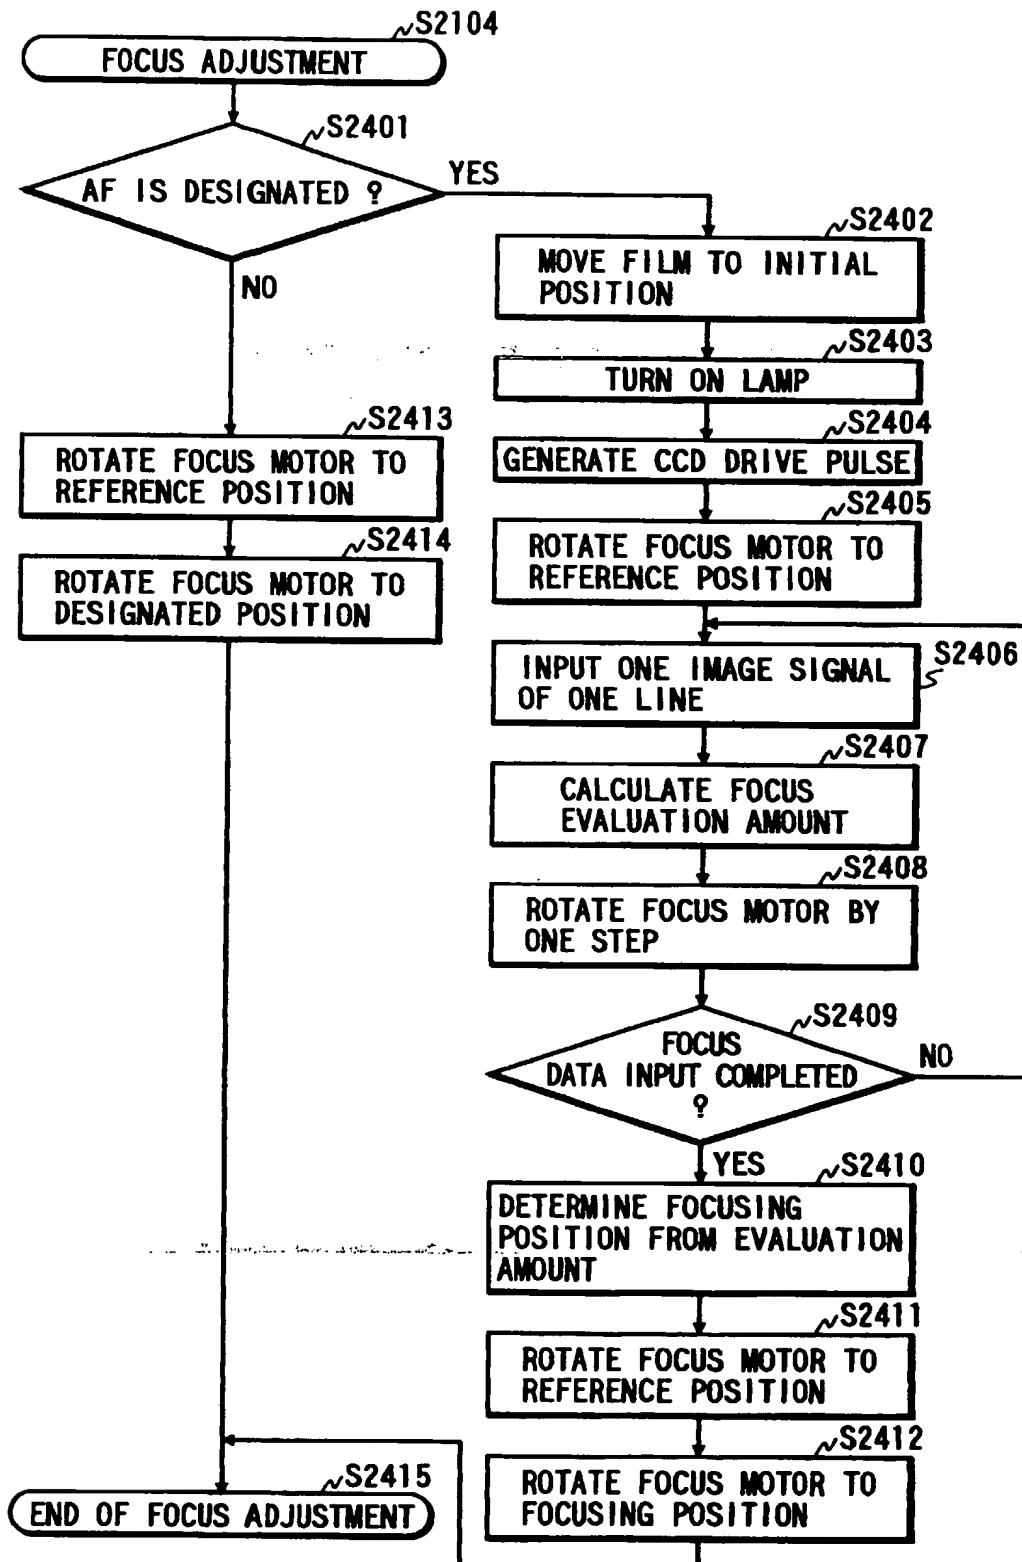 S2104
FOCUS ADJUSTMENT
S2401
AF IS DESIGNATED ?
YES
NO
S2402
MOVE FILM TO INITIAL
POSITION
S2403
TURN ON LAMP
S2404
GENERATE CCD DRIVE PULSE
S2413
ROTATE FOCUS MOTOR TO
REFERENCE POSITION
S2405
ROTATE FOCUS MOTOR TO
REFERENCE POSITION
S2414
ROTATE FOCUS MOTOR TO
DESIGNATED POSITION
S2406
INPUT ONE IMAGE SIGNAL
OF ONE LINE
S2407
CALCULATE FOCUS
EVALUATION AMOUNT
S2408
ROTATE FOCUS MOTOR BY
ONE STEP
S2409
FOCUS
DATA INPUT COMPLETED
?
NO
YES
S2410
DETERMINE FOCUSING
POSITION FROM EVALUATION
AMOUNT
S2411
ROTATE FOCUS MOTOR TO
REFERENCE POSITION
S2412
ROTATE FOCUS MOTOR TO
FOCUSING POSITION
S2415
END OF FOCUS ADJUSTMENT